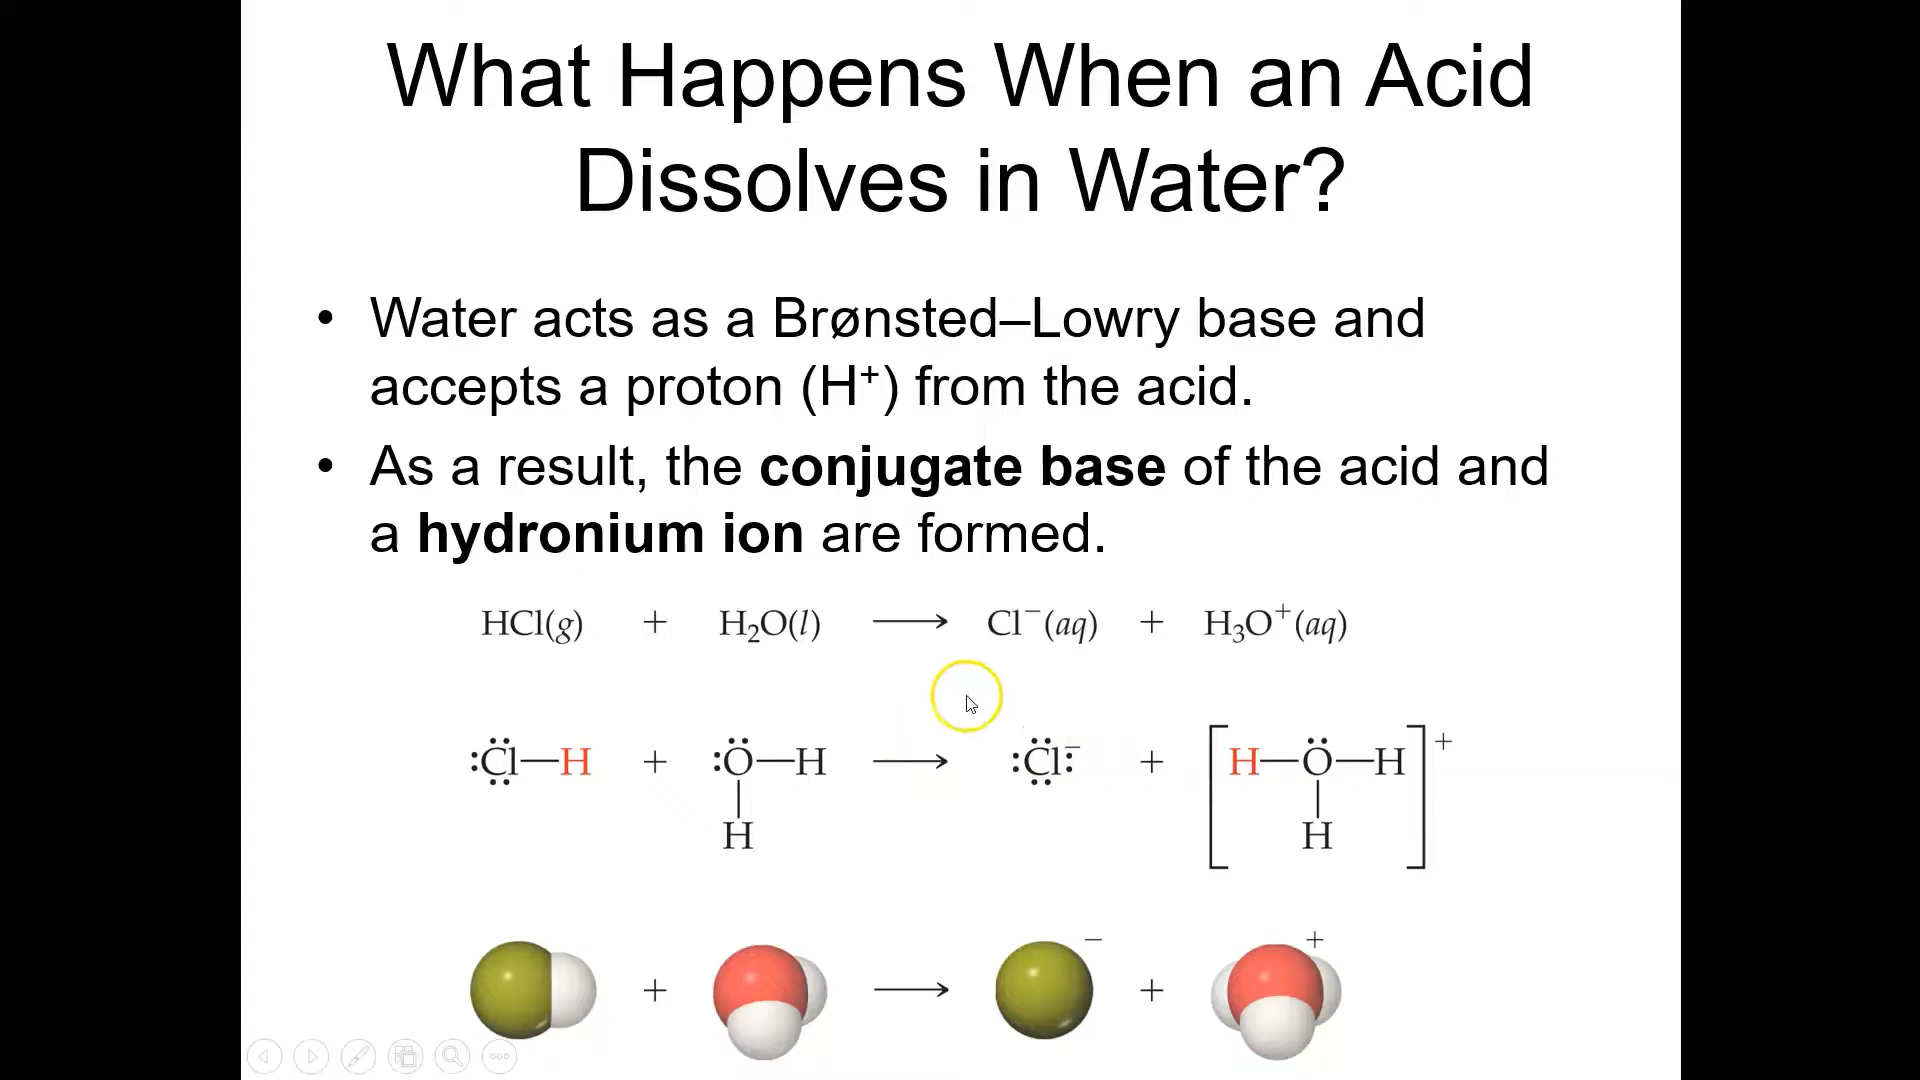 What Happens When an Acid
Dissolves in Water?
• Water acts as a Brønsted–Lowry base and
accepts a proton (H⁺) from the acid.
• As a result, the conjugate base of the acid and
a hydronium ion are formed.
HCl(g) + H₂O(l) ⟶ Cl⁻(aq) + H₃O⁺(aq)
:C̈l—H + :Ö—H ⟶ :C̈l:⁻ + [H—Ö—H]⁺
H H
+ ⟶ − + +